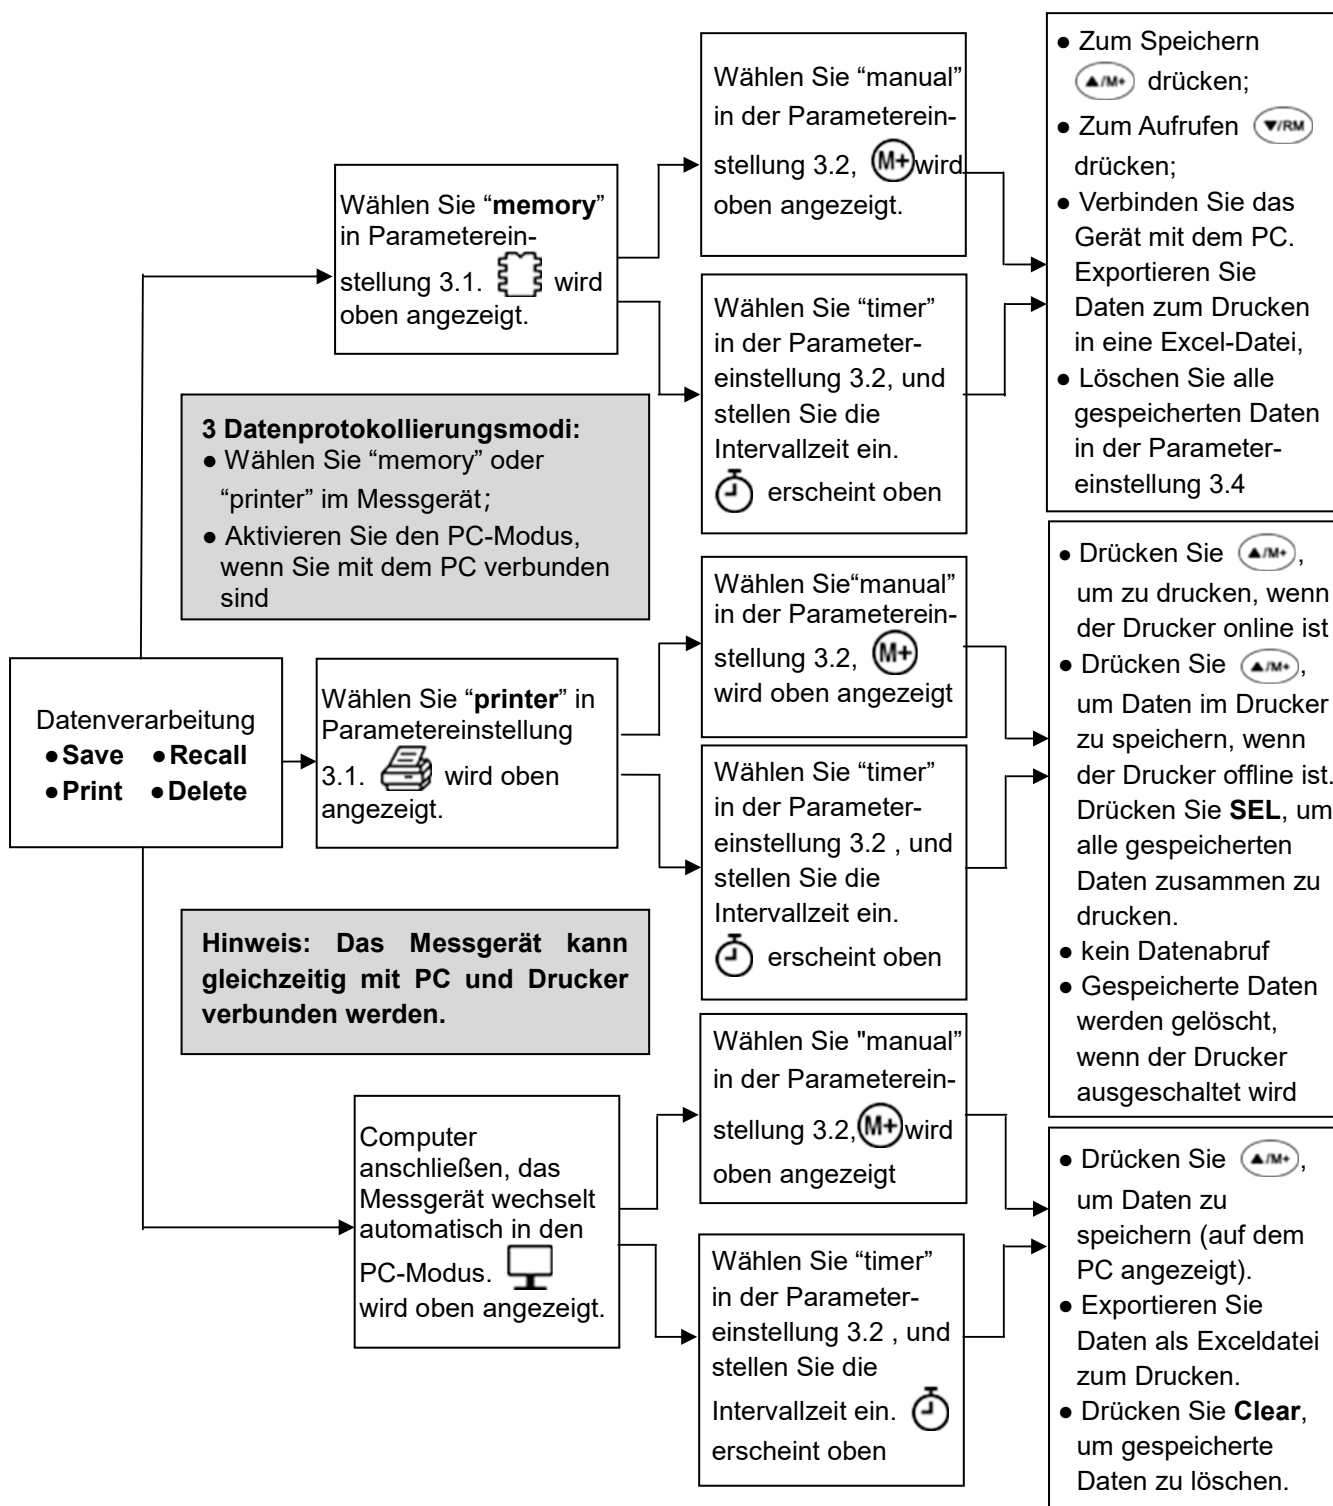 Datenverarbeitung
●Save ●Recall
●Print ●Delete
Wählen Sie “memory”
in Parameterein-
stellung 3.1. wird
oben angezeigt.
Wählen Sie “manual”
in der Parameterein-
stellung 3.2, M+ wird
oben angezeigt.
Wählen Sie “timer”
in der Parameter-
einstellung 3.2, und
stellen Sie die
Intervallzeit ein.
erscheint oben
● Zum Speichern
▲/M+ drücken;
● Zum Aufrufen ▼/RM
drücken;
● Verbinden Sie das
Gerät mit dem PC.
Exportieren Sie
Daten zum Drucken
in eine Excel-Datei,
● Löschen Sie alle
gespeicherten Daten
in der Parameter-
einstellung 3.4
3 Datenprotokollierungsmodi:
● Wählen Sie “memory” oder
“printer” im Messgerät;
● Aktivieren Sie den PC-Modus,
wenn Sie mit dem PC verbunden
sind
Wählen Sie “printer” in
Parametereinstellung
3.1. wird oben
angezeigt.
Wählen Sie“manual”
in der Parameterein-
stellung 3.2, M+
wird oben angezeigt
Wählen Sie “timer”
in der Parameter-
einstellung 3.2 , und
stellen Sie die
Intervallzeit ein.
erscheint oben
● Drücken Sie ▲/M+,
um zu drucken, wenn
der Drucker online ist
● Drücken Sie ▲/M+,
um Daten im Drucker
zu speichern, wenn
der Drucker offline ist.
Drücken Sie SEL, um
alle gespeicherten
Daten zusammen zu
drucken.
● kein Datenabruf
● Gespeicherte Daten
werden gelöscht,
wenn der Drucker
ausgeschaltet wird
Hinweis: Das Messgerät kann
gleichzeitig mit PC und Drucker
verbunden werden.
Computer
anschließen, das
Messgerät wechselt
automatisch in den
PC-Modus.
wird oben angezeigt.
Wählen Sie "manual”
in der Parameterein-
stellung 3.2, M+ wird
oben angezeigt
Wählen Sie “timer”
in der Parameter-
einstellung 3.2 , und
stellen Sie die
Intervallzeit ein.
erscheint oben
● Drücken Sie ▲/M+,
um Daten zu
speichern (auf dem
PC angezeigt).
● Exportieren Sie
Daten als Exceldatei
zum Drucken.
● Drücken Sie Clear,
um gespeicherte
Daten zu löschen.